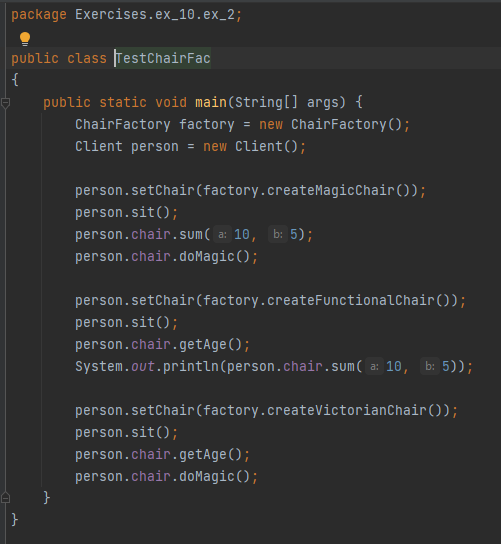 package Exercises.ex_10.ex_2;
public class TestChairFac
{
public static void main(String[] args) {
ChairFactory factory = new ChairFactory();
Client person = new Client();
person.setChair(factory.createMagicChair());
person.sit();
person.chair.sum( a: 10, b: 5);
person.chair.doMagic();
person.setChair(factory.createFunctionalChair());
person.sit();
person.chair.getAge();
System.out.println(person.chair.sum( a: 10, b: 5));
person.setChair(factory.createVictorianChair());
person.sit();
person.chair.getAge();
person.chair.doMagic();
}
}